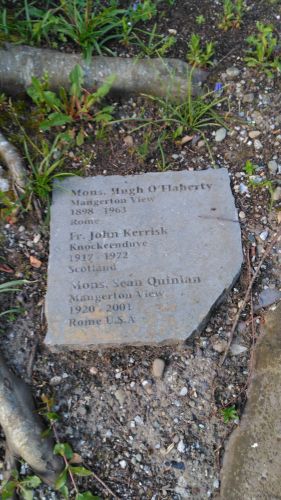 Mons. Hugh O'Flaherty
Mangerton View
1898 - 1963
Rome
Fr. John Kerrisk
Knockeenduve
1917 - 1972
Scotland
Mons. Sean Quinlan
Mangerton View
1920 - 2001
Rome U.S.A